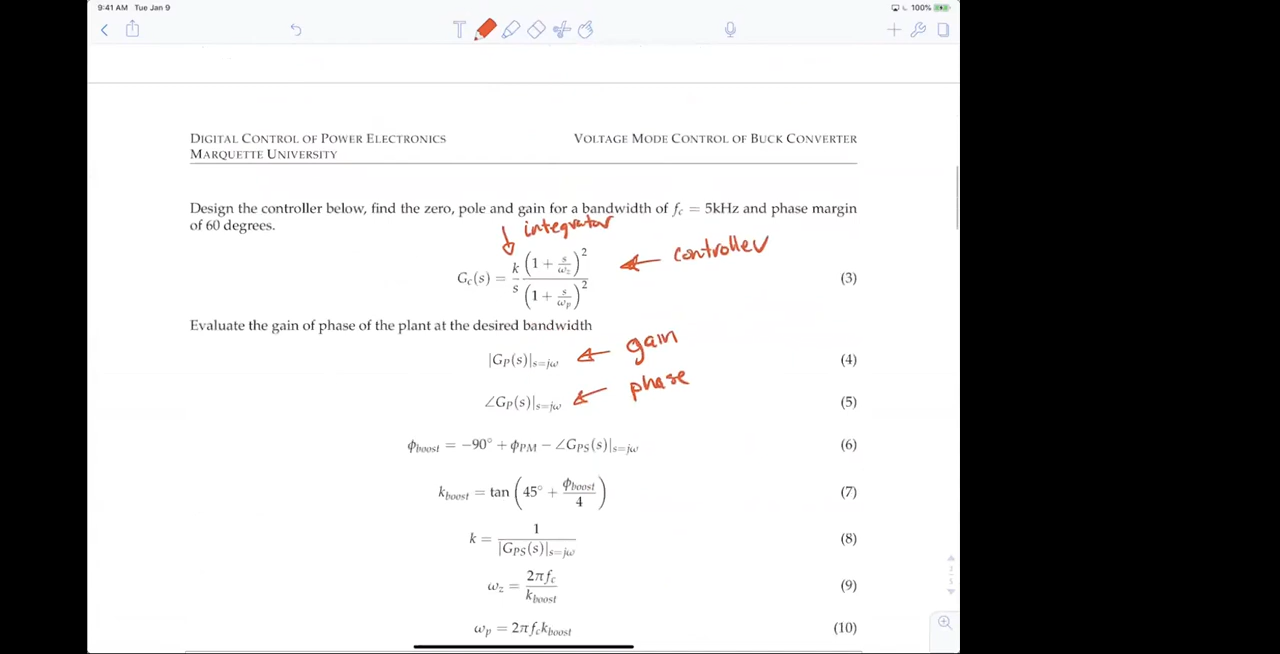 9:41 AM Tue Jan 9
100%
DIGITAL CONTROL OF POWER ELECTRONICS
VOLTAGE MODE CONTROL OF BUCK CONVERTER
MARQUETTE UNIVERSITY
Design the controller below, find the zero, pole and gain for a bandwidth of f_c = 5kHz and phase margin
of 60 degrees.
integrator
controller
G_c(s) = k/s (1 + s/ω_z)^2 / (1 + s/ω_p)^2 (3)
Evaluate the gain of phase of the plant at the desired bandwidth
|G_P(s)|_{s=jω} gain (4)
∠G_P(s)|_{s=jω} phase (5)
ϕ_boost = −90° + ϕ_PM − ∠G_PS(s)|_{s=jω} (6)
k_boost = tan (45° + ϕ_boost/4) (7)
k = 1/|G_PS(s)|_{s=jω} (8)
ω_z = 2πf_c/k_boost (9)
ω_p = 2πf_c k_boost (10)